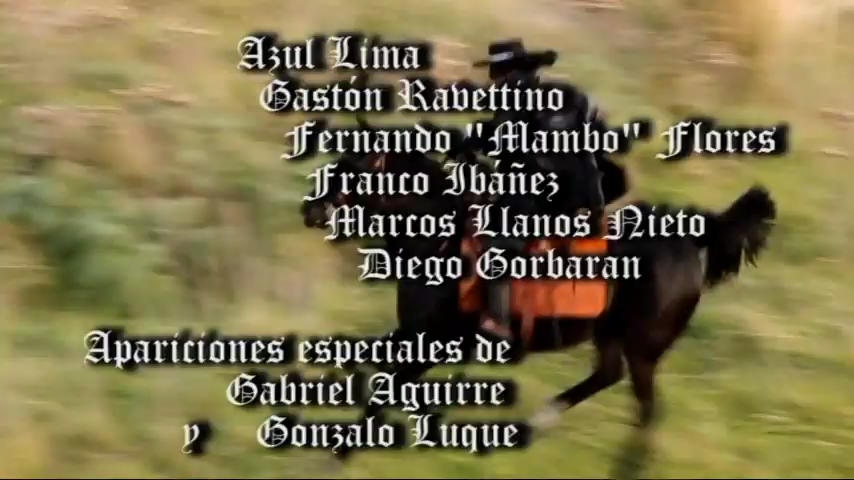 Azul Lima
Gastón Ravettino
Fernando "Mambo" Flores
Franco Ibáñez
Marcos Llanos Nieto
Diego Gorbaran
Apariciones especiales de
Gabriel Aguirre
y Gonzalo Luque